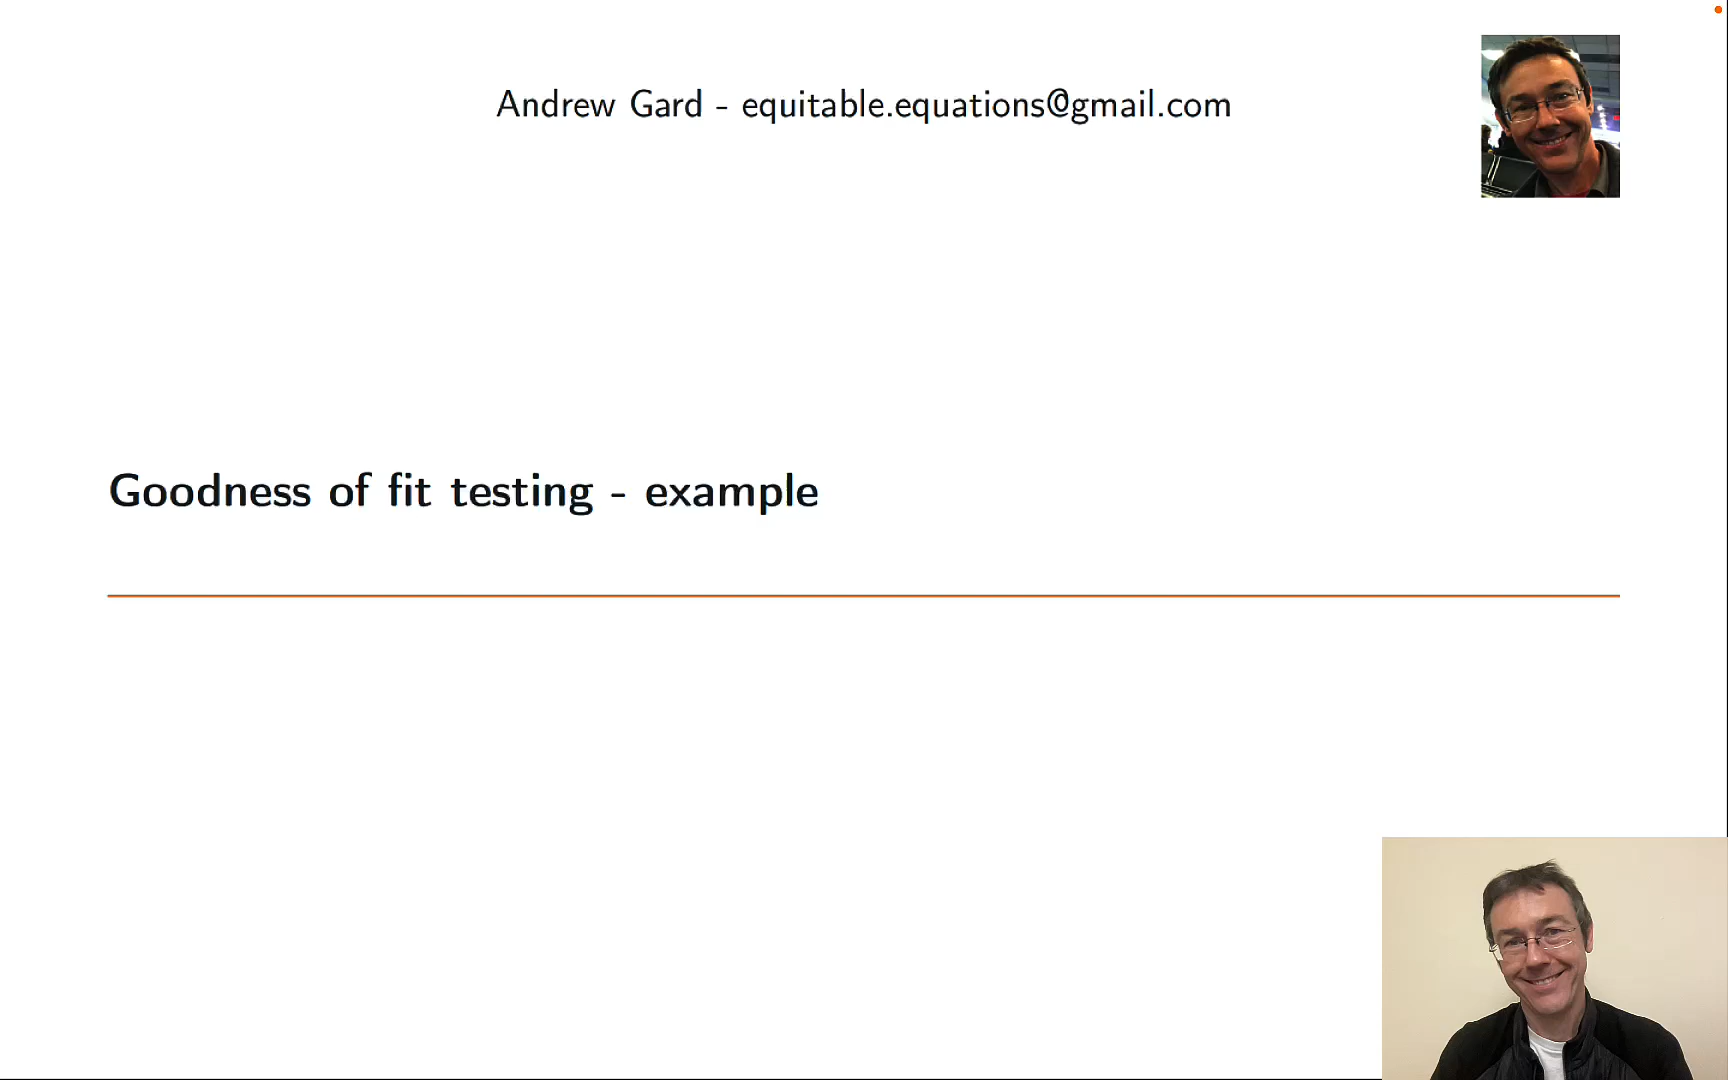 Andrew Gard - equitable.equations@gmail.com
Goodness of fit testing - example